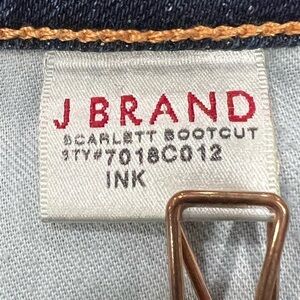 J BRAND
SCARLETT BOOTCUT
STY#7018C012
INK